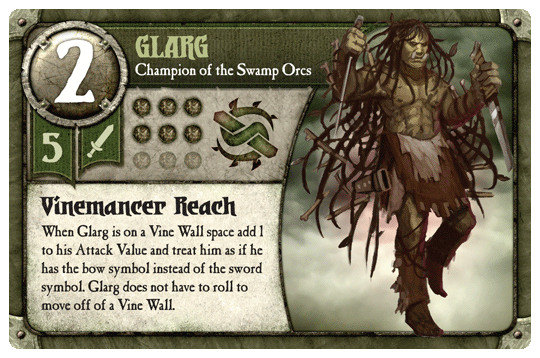 2
GLARG
Champion of the Swamp Orcs
5
Vinemancer Reach
When Glarg is on a Vine Wall space add 1
to his Attack Value and treat him as if he
has the bow symbol instead of the sword
symbol. Glarg does not have to roll to
move off of a Vine Wall.